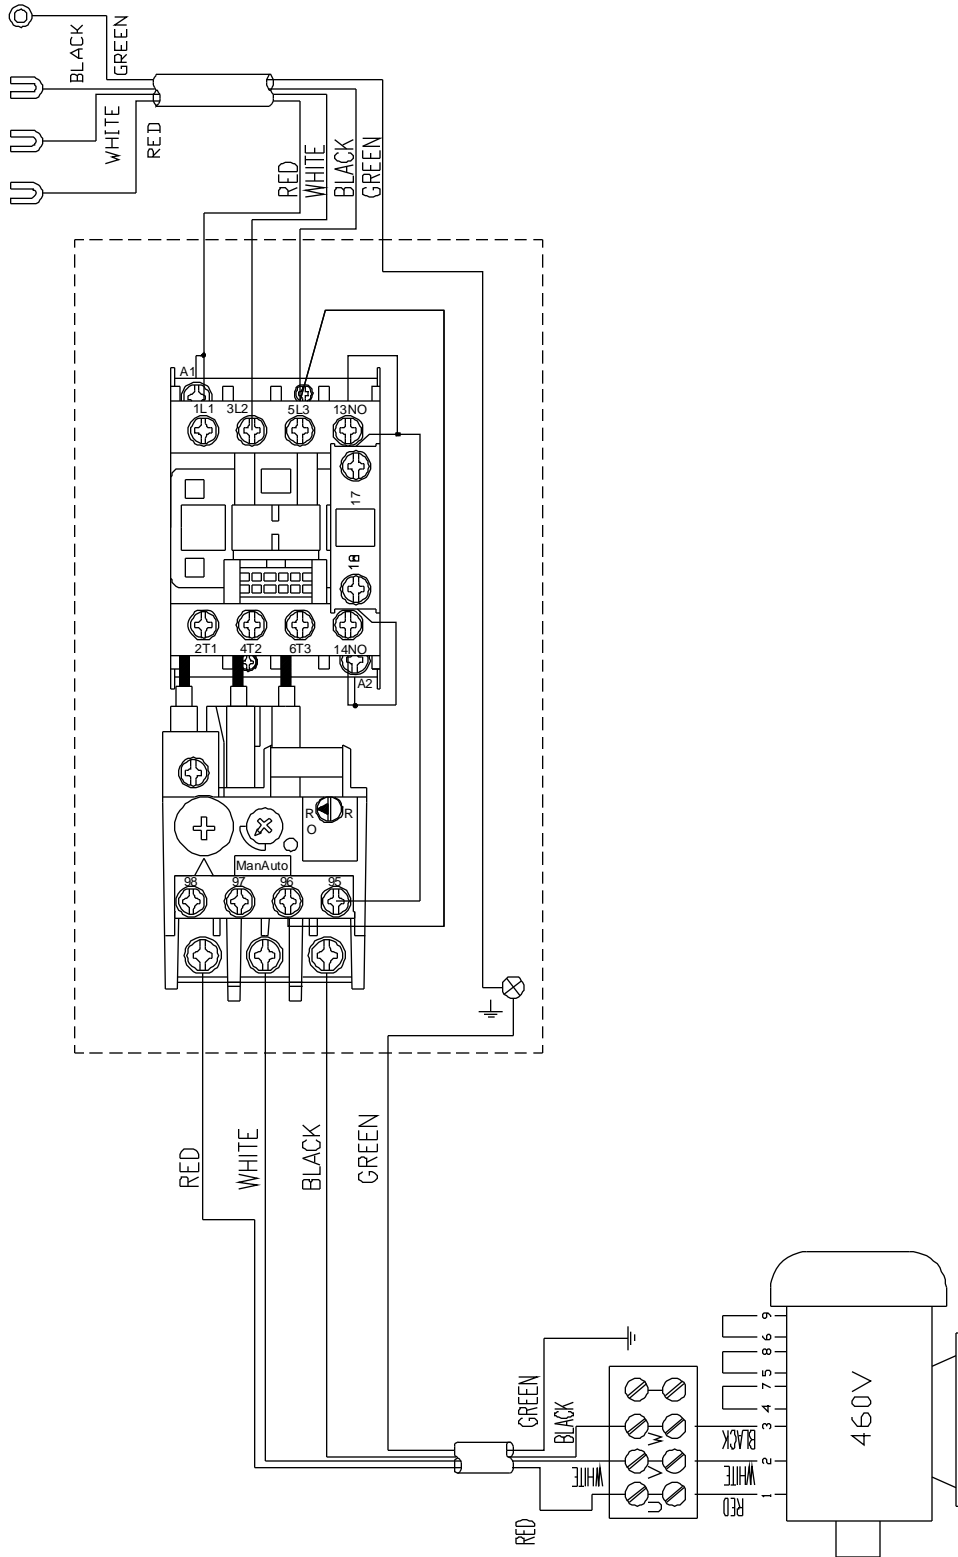 BLACK
GREEN
WHITE
RED
RED
WHITE
BLACK
GREEN
A1
1L1
3L2
5L3
13NO
17
18
2T1
4T2
6T3
14NO
A2
R
R
O
ManAuto
98
97
96
95
RED
WHITE
BLACK
GREEN
GREEN
BLACK
WHITE
RED
W
V
U
BLACK
WHITE
RED
9
6
8
5
7
4
3
2
1
460V